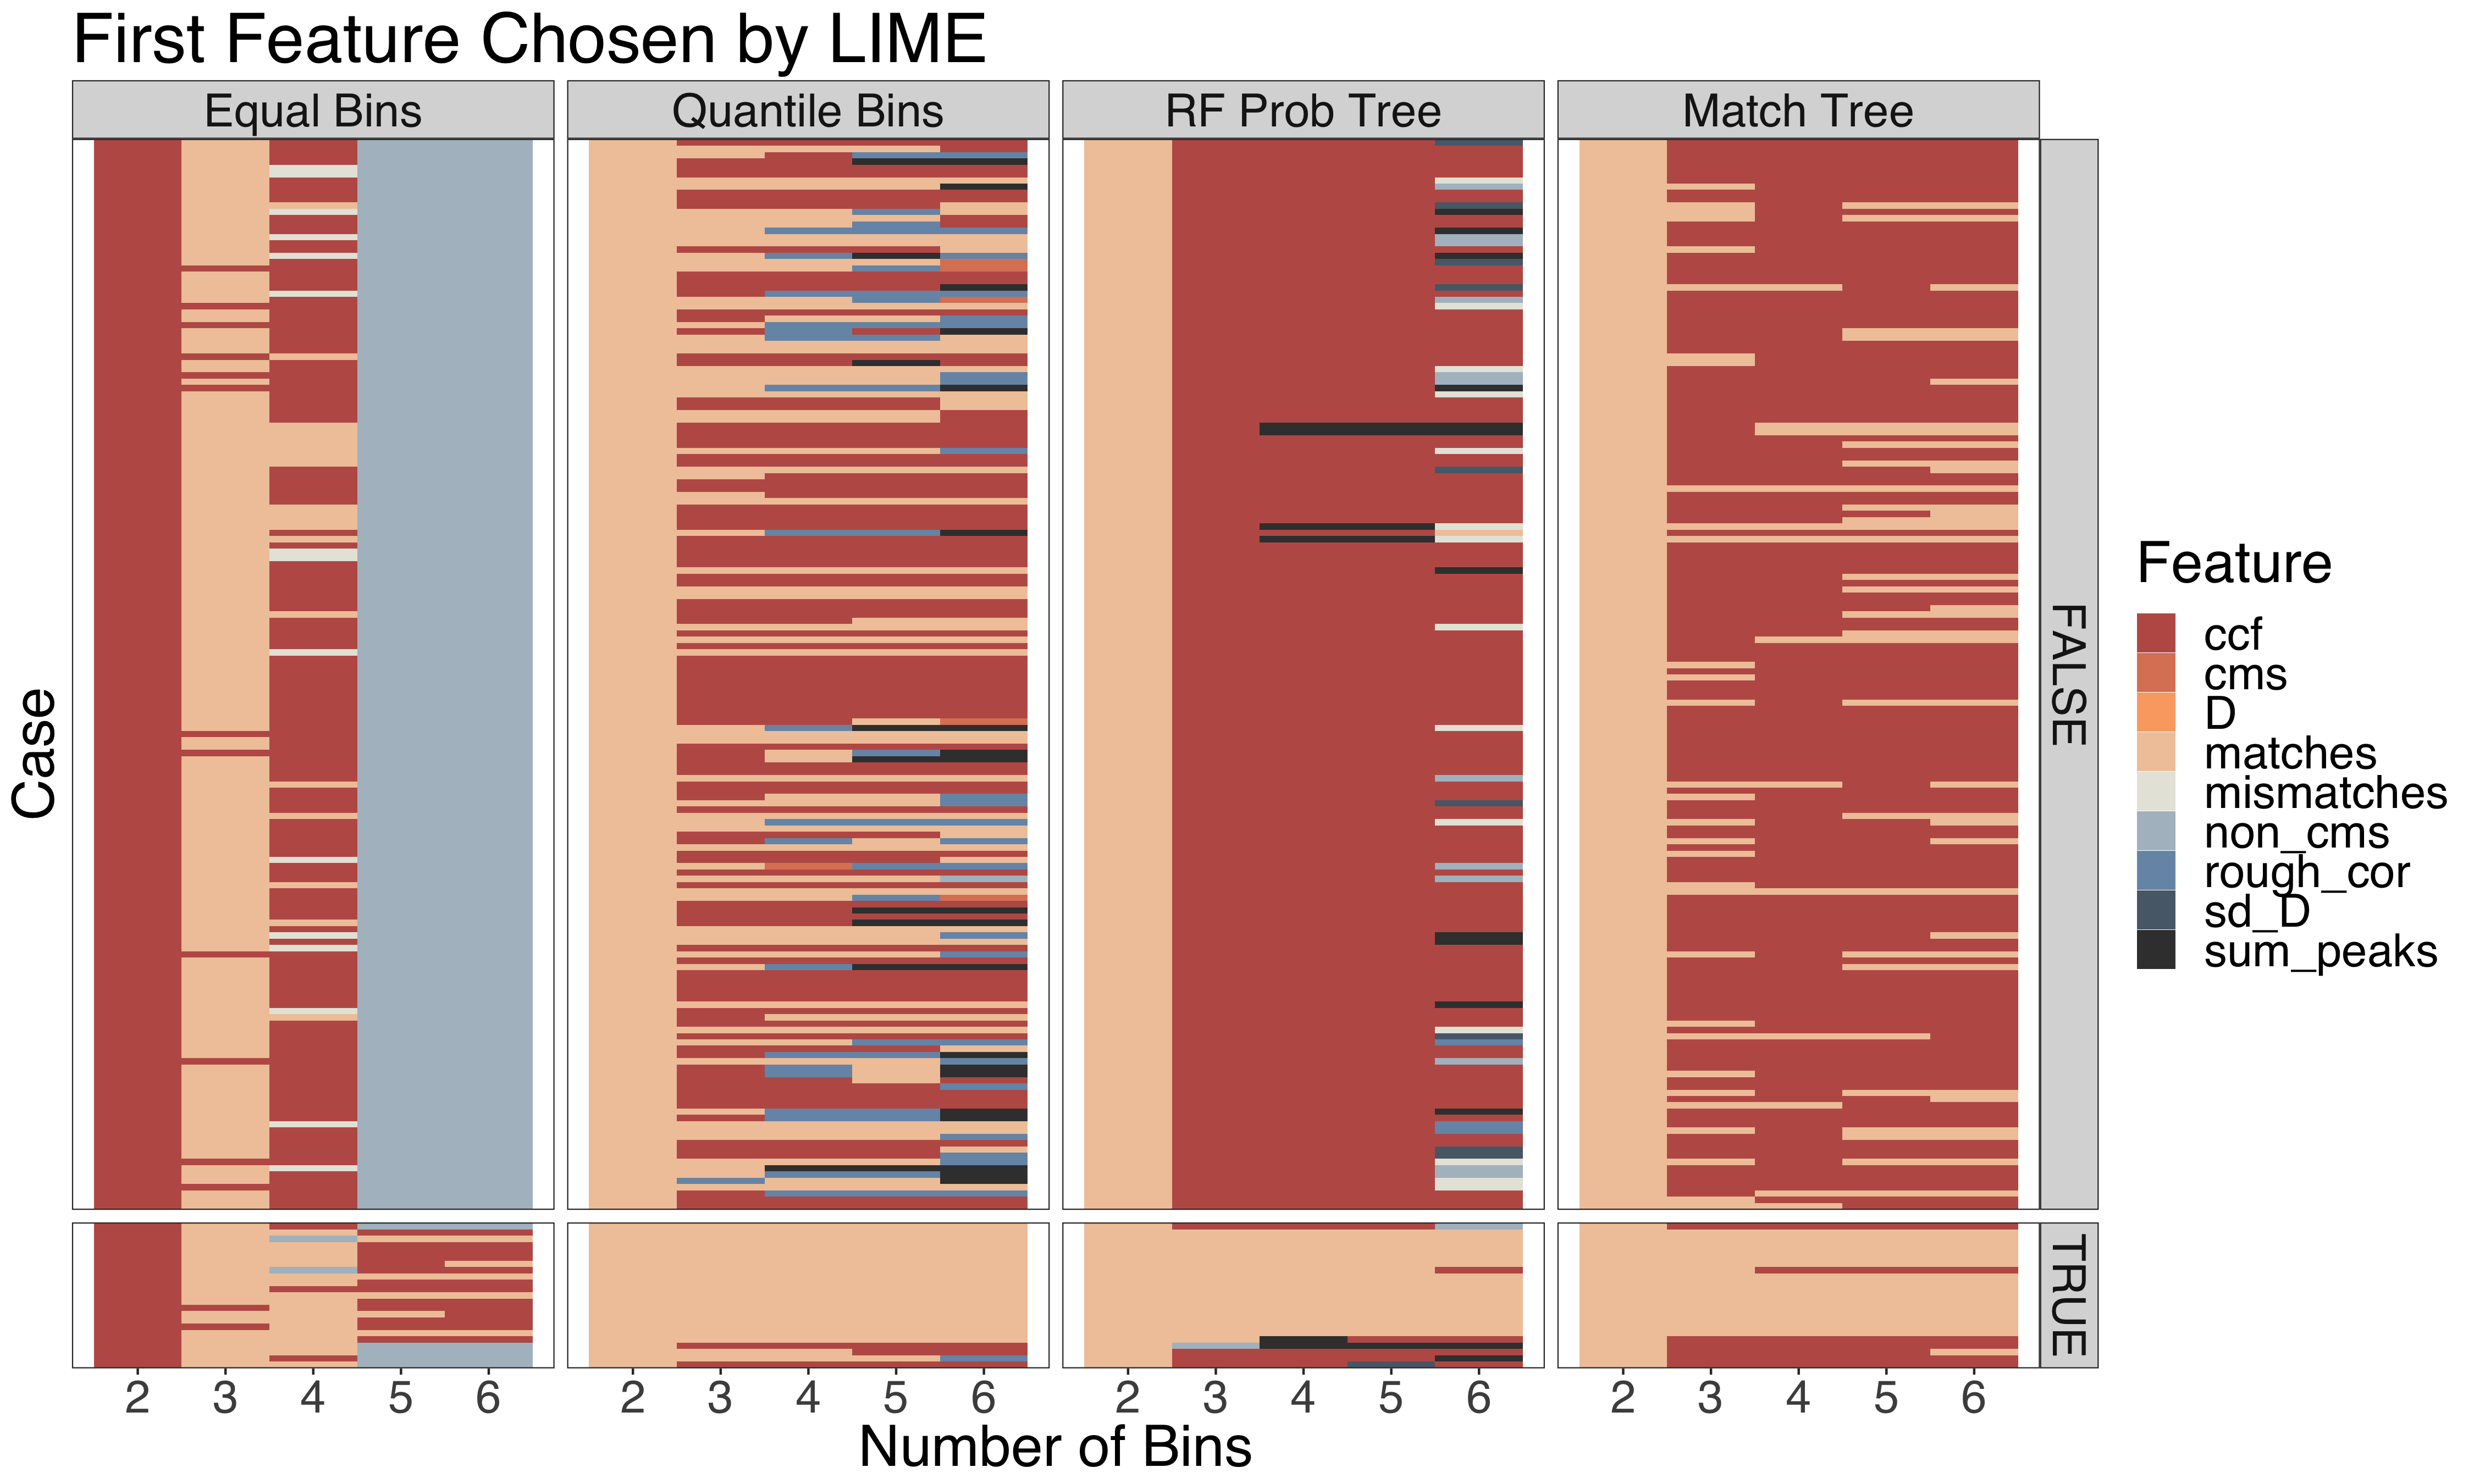 First Feature Chosen by LIME
Equal Bins
Quantile Bins
RF Prob Tree
Match Tree
Case
FALSE
TRUE
2 3 4 5 6
2 3 4 5 6
2 3 4 5 6
2 3 4 5 6
Number of Bins
Feature
ccf
cms
D
matches
mismatches
non_cms
rough_cor
sd_D
sum_peaks